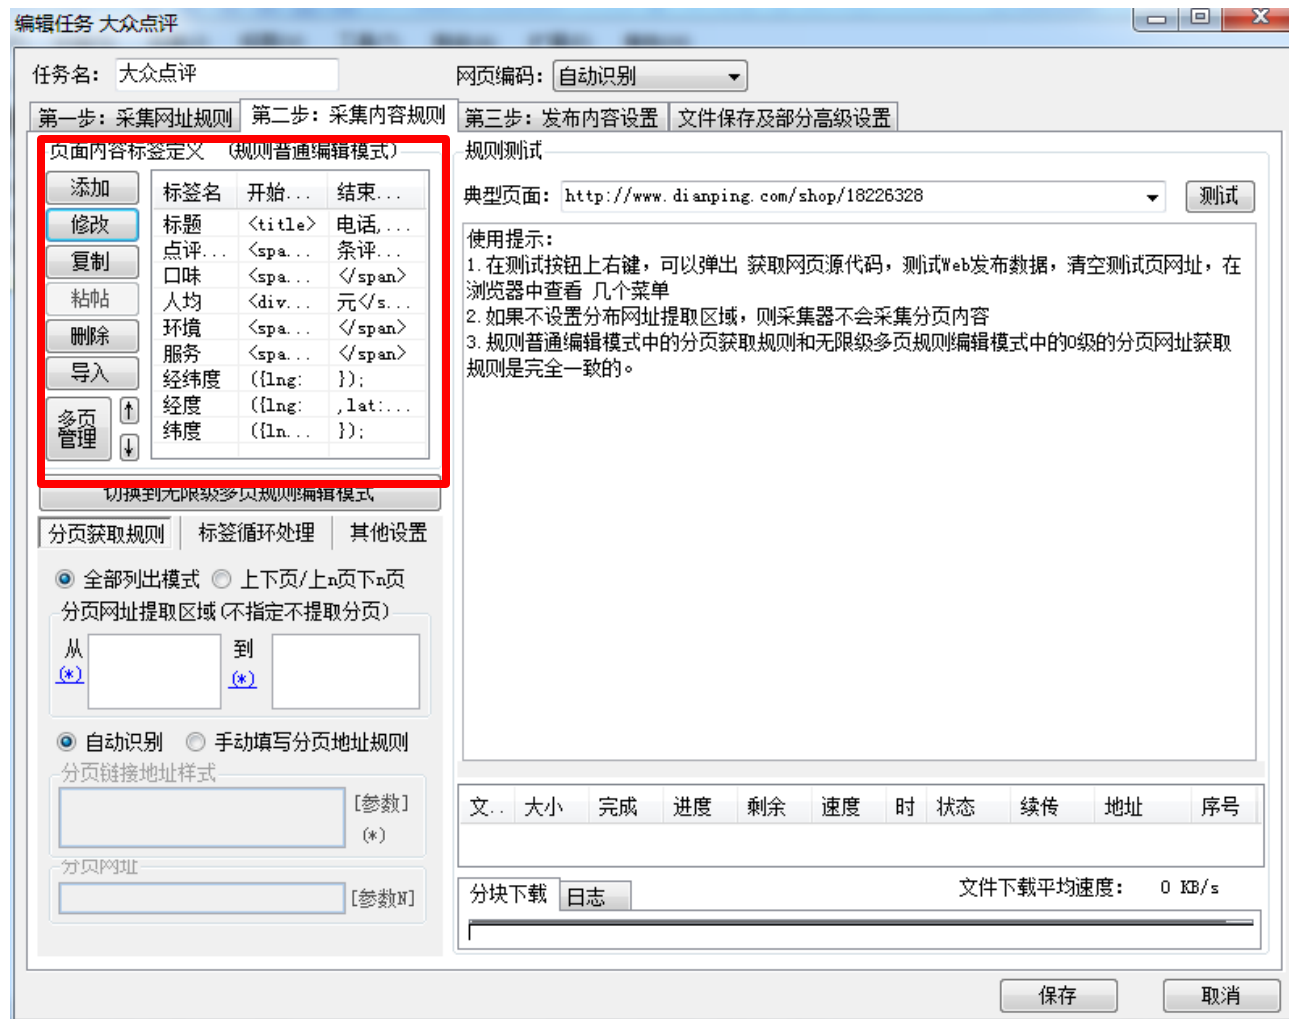 编辑任务 大众点评
任务名： 大众点评
网页编码： 自动识别
第一步：采集网址规则 第二步：采集内容规则 第三步：发布内容设置 文件保存及部分高级设置
页面内容标签定义 （规则普通编辑模式）
添加
修改
复制
粘帖
删除
导入
多页
管理
↑
↓
标签名 开始... 结束...
标题 <title> 电话,...
点评... <spa... 条评...
口味 <spa... </span>
人均 <div... 元</s...
环境 <spa... </span>
服务 <spa... </span>
经纬度 ({lng: });
经度 ({lng: ,lat:...
纬度 ({ln... });
切换到无限级多页规则编辑模式
分页获取规则 标签循环处理 其他设置
全部列出模式 上下页/上n页下n页
分页网址提取区域(不指定不提取分页)
从 到
(*) (*)
自动识别 手动填写分页地址规则
分页链接地址样式
[参数]
(*)
分页网址
[参数N]
规则测试
典型页面： http://www.dianping.com/shop/18226328 测试
使用提示：
1.在测试按钮上右键，可以弹出 获取网页源代码，测试Web发布数据，清空测试页网址，在
浏览器中查看 几个菜单
2.如果不设置分布网址提取区域，则采集器不会采集分页内容
3.规则普通编辑模式中的分页获取规则和无限级多页规则编辑模式中的0级的分页网址获取
规则是完全一致的。
文.. 大小 完成 进度 剩余 速度 时 状态 续传 地址 序号
分块下载 日志 文件下载平均速度： 0 KB/s
保存 取消